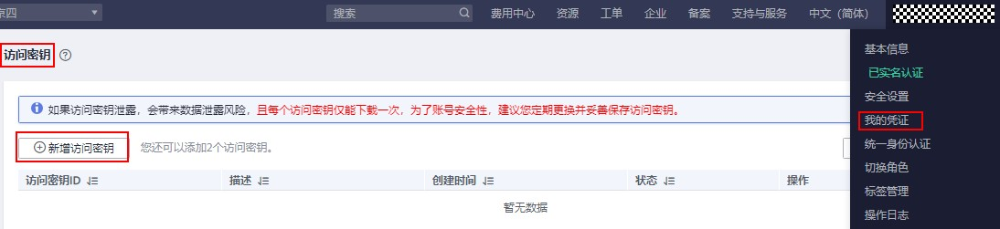 京四
搜索
费用中心 资源 工单 企业 备案 支持与服务 中文（简体）
访问密钥
如果访问密钥泄露，会带来数据泄露风险，且每个访问密钥仅能下载一次，为了账号安全性，建议您定期更换并妥善保存访问密钥。
新增访问密钥 您还可以添加2个访问密钥。
访问密钥ID 描述 创建时间 状态 操作
暂无数据
基本信息
已实名认证
安全设置
我的凭证
统一身份认证
切换角色
标签管理
操作日志